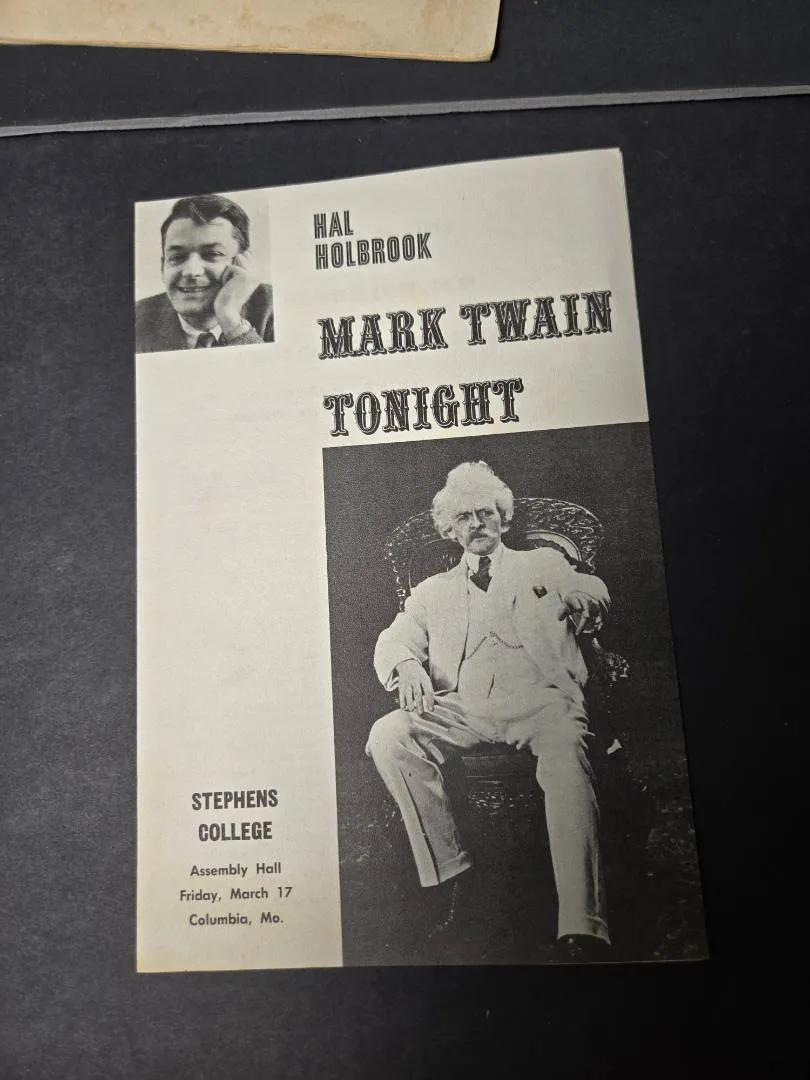 HAL
HOLBROOK
MARK TWAIN
TONIGHT
STEPHENS
COLLEGE
Assembly Hall
Friday, March 17
Columbia, Mo.